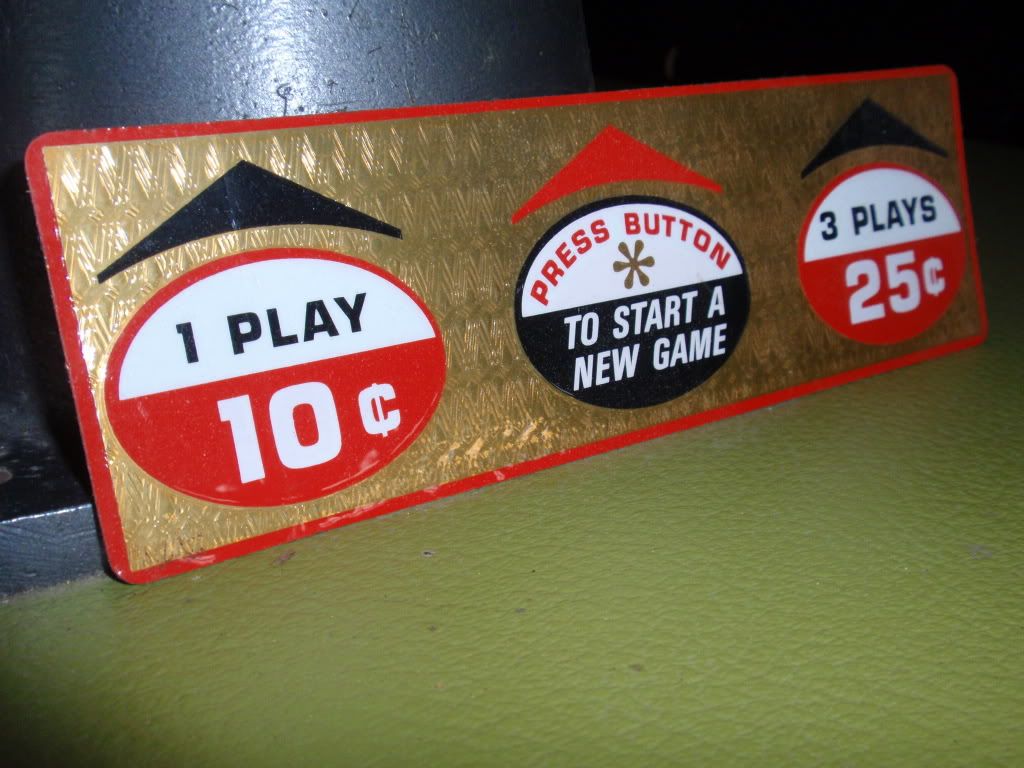 1 PLAY
10¢
PRESS BUTTON
*
TO START A
NEW GAME
3 PLAYS
25¢